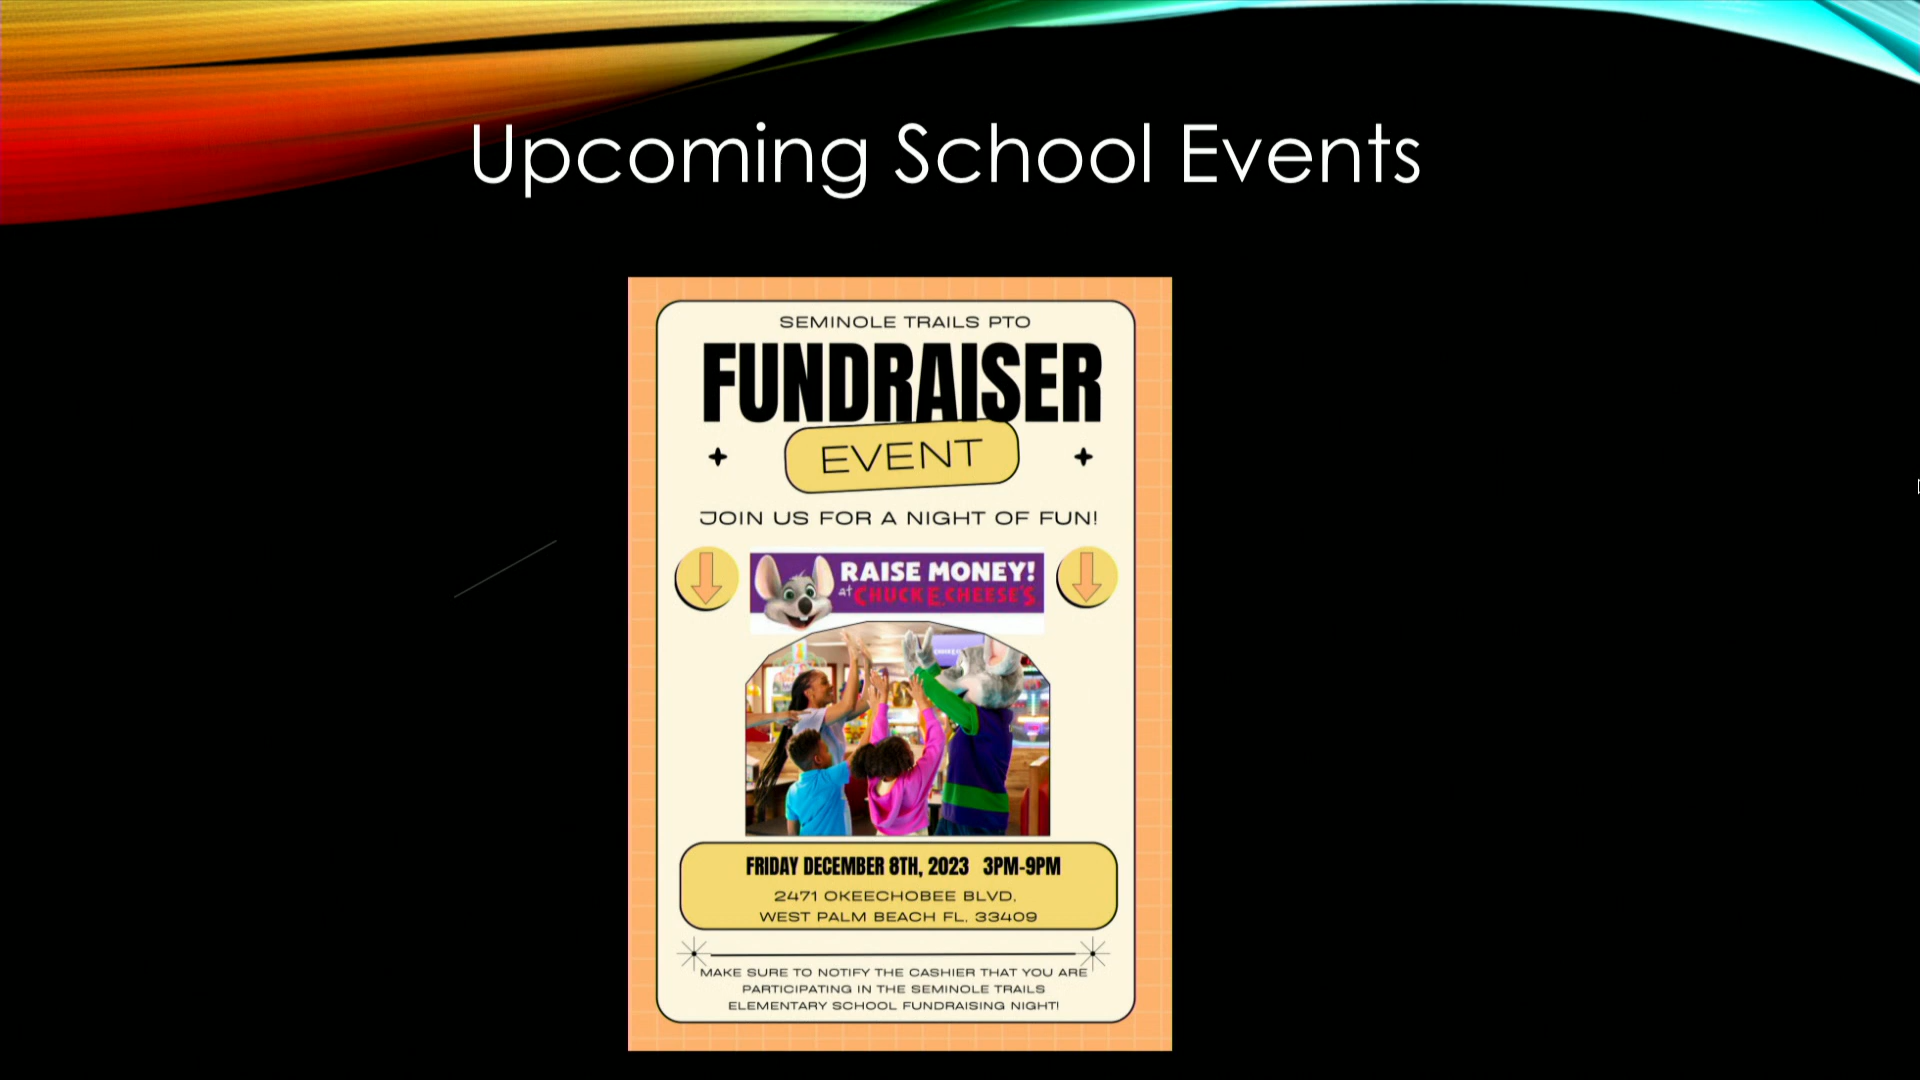 Upcoming School Events
SEMINOLE TRAILS PTO
FUNDRAISER
EVENT
JOIN US FOR A NIGHT OF FUN!
RAISE MONEY!
at CHUCK E. CHEESE'S
FRIDAY DECEMBER 8TH, 2023 3PM-9PM
2471 OKEECHOBEE BLVD.
WEST PALM BEACH FL. 33409
MAKE SURE TO NOTIFY THE CASHIER THAT YOU ARE
PARTICIPATING IN THE SEMINOLE TRAILS
ELEMENTARY SCHOOL FUNDRAISING NIGHT!